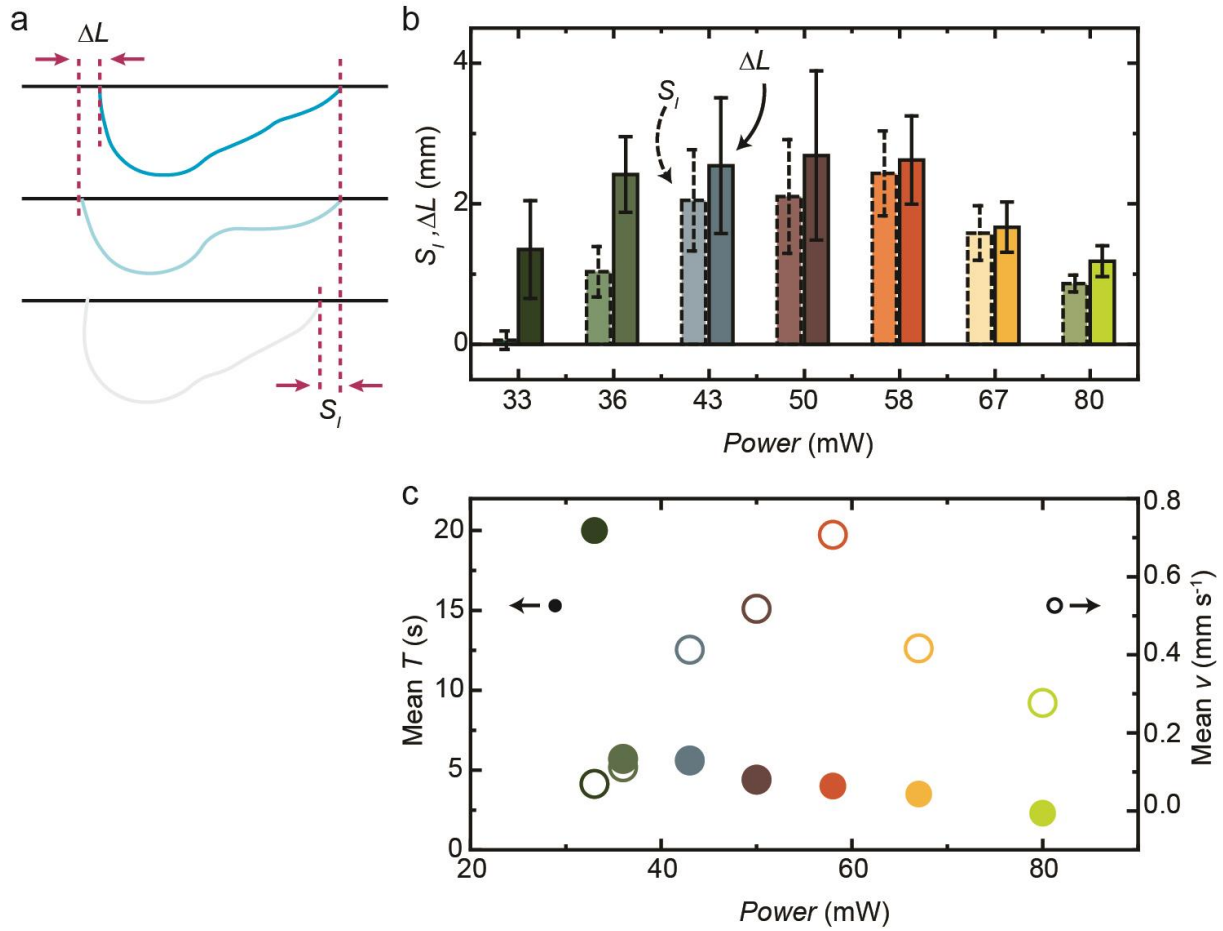 a
ΔL
S_l
b
S_l, ΔL (mm)
4
2
0
S_l
ΔL
33 36 43 50 58 67 80
Power (mW)
c
Mean T (s)
20
15
10
5
0
20 40 60 80
Power (mW)
0.8
0.6
0.4
0.2
0.0
Mean v (mm s⁻¹)